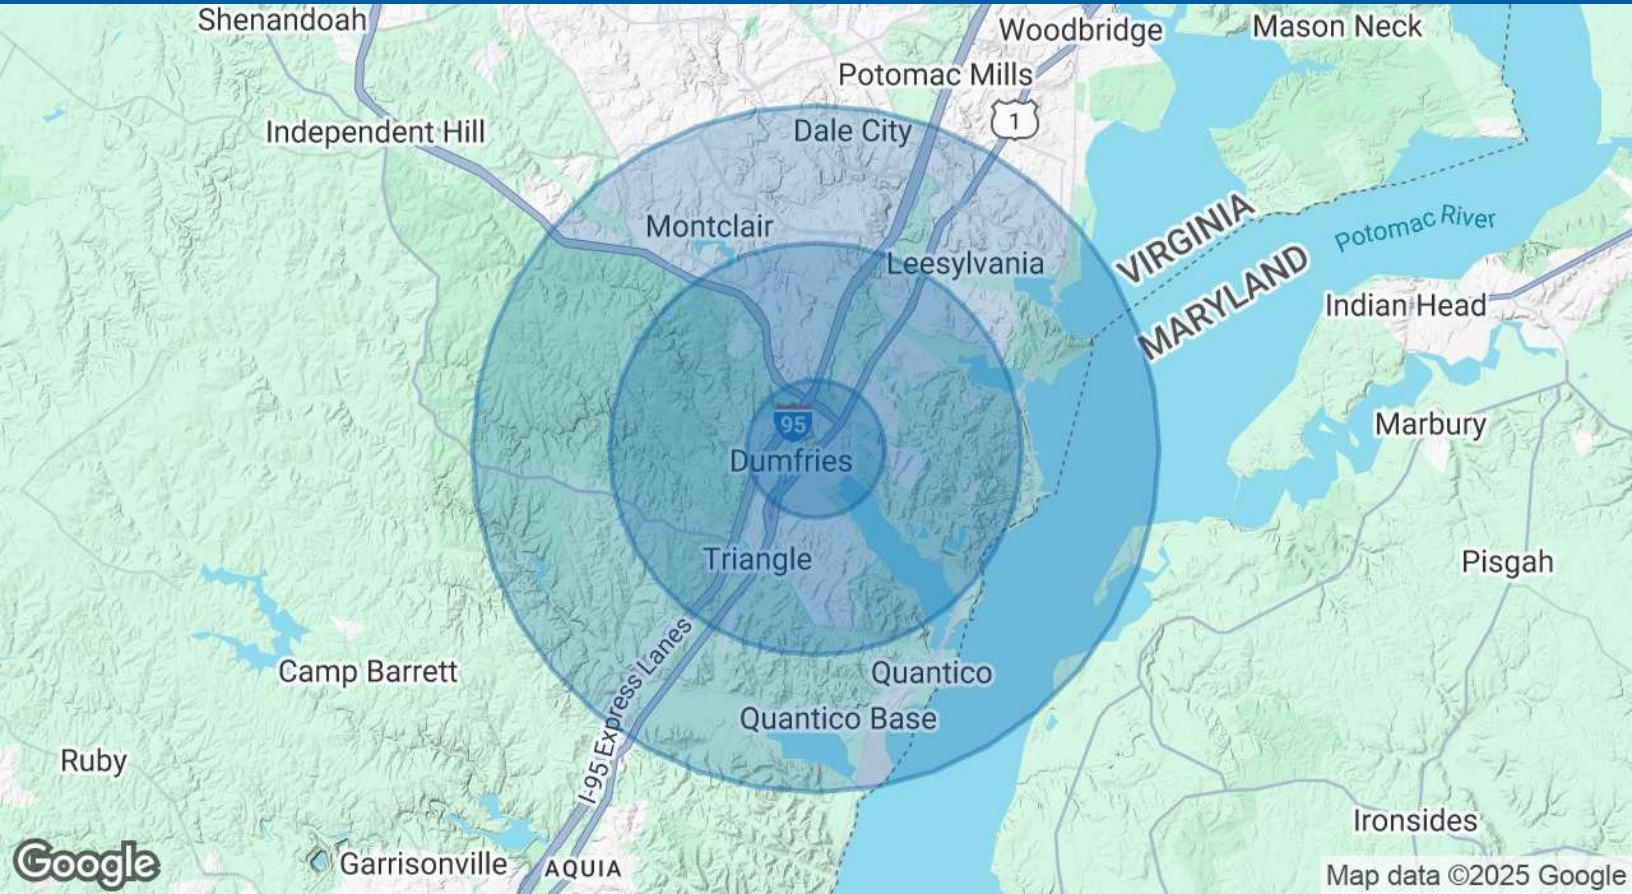 Shenandoah
Woodbridge
Mason Neck
Potomac Mills
1
Dale City
Independent Hill
Montclair
VIRGINIA
Potomac River
Leesylvania
MARYLAND
Indian Head
95
Marbury
Dumfries
Triangle
Pisgah
I-95 Express Lanes
Camp Barrett
Quantico
Quantico Base
Ruby
Ironsides
Google
Garrisonville
AQUIA
Map data ©2025 Google